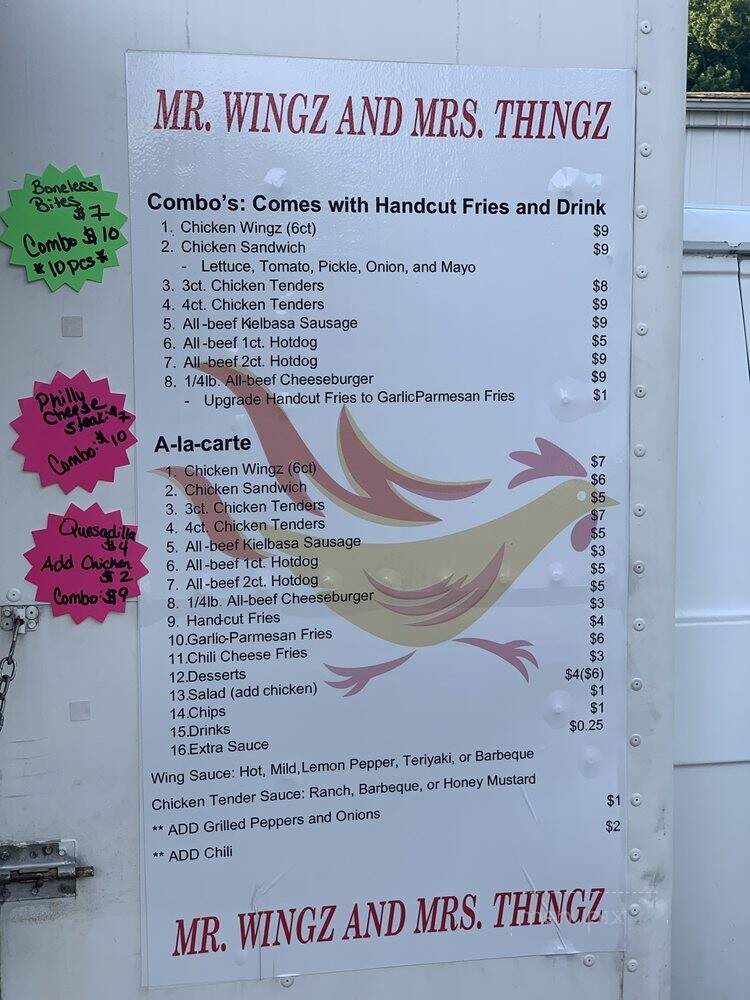 MR. WINGZ AND MRS. THINGZ
Combo's: Comes with Handcut Fries and Drink
1. Chicken Wingz (6ct) $9
2. Chicken Sandwich $9
- Lettuce, Tomato, Pickle, Onion, and Mayo
3. 3ct. Chicken Tenders $8
4. 4ct. Chicken Tenders $9
5. All-beef Kielbasa Sausage $9
6. All-beef 1ct. Hotdog $5
7. All-beef 2ct. Hotdog $9
8. 1/4lb. All-beef Cheeseburger $9
- Upgrade Handcut Fries to GarlicParmesan Fries $1
A-la-carte
1. Chicken Wingz (6ct) $7
2. Chicken Sandwich $6
3. 3ct. Chicken Tenders $5
4. 4ct. Chicken Tenders $7
5. All-beef Kielbasa Sausage $5
6. All-beef 1ct. Hotdog $3
7. All-beef 2ct. Hotdog $5
8. 1/4lb. All-beef Cheeseburger $5
9. Hand-cut Fries $3
10.Garlic-Parmesan Fries $4
11.Chili Cheese Fries $6
12.Desserts $3
13.Salad (add chicken) $4($6)
14.Chips $1
15.Drinks $1
16.Extra Sauce $0.25
Wing Sauce: Hot, Mild,Lemon Pepper, Teriyaki, or Barbeque
Chicken Tender Sauce: Ranch, Barbeque, or Honey Mustard
** ADD Grilled Peppers and Onions $1
** ADD Chili $2
MR. WINGZ AND MRS. THINGZ
Boneless
Bites
$7
Combo $10
*10pcs*
Philly
Cheese
Steak
Combo: $10
Quesadilla
$4
Add Chicken
$2
Combo: $9